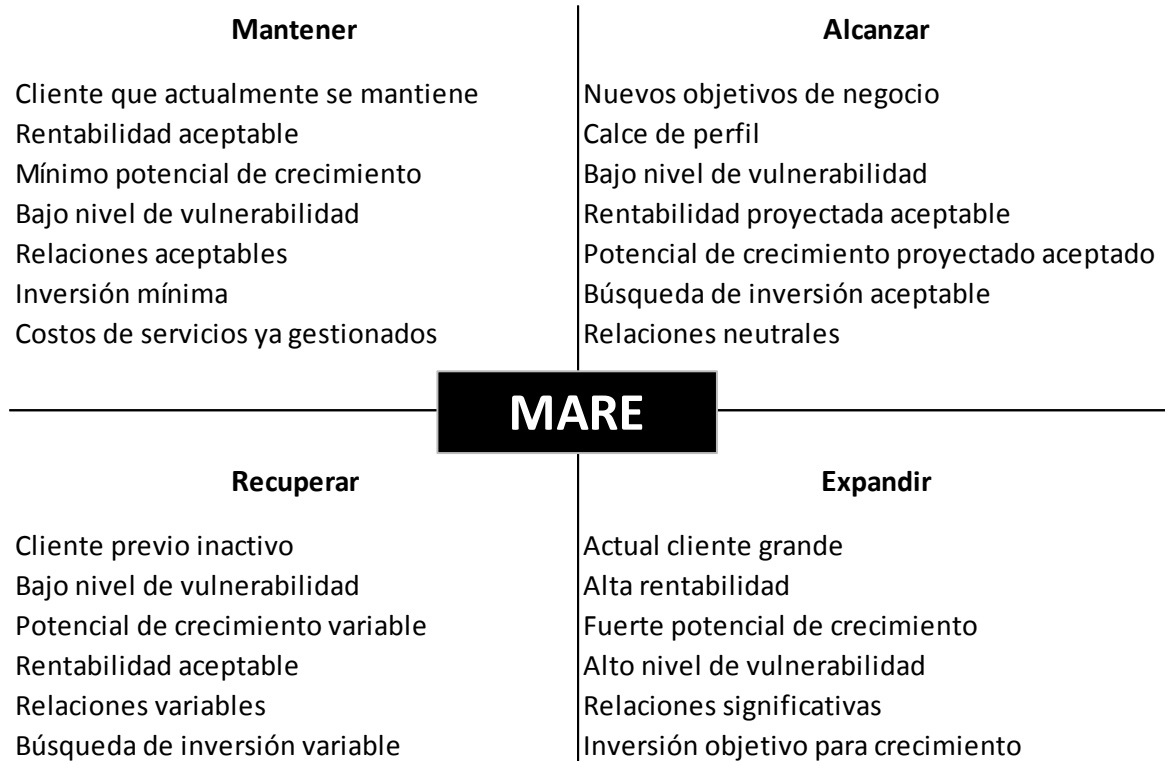 Mantener
Cliente que actualmente se mantiene
Rentabilidad aceptable
Mínimo potencial de crecimiento
Bajo nivel de vulnerabilidad
Relaciones aceptables
Inversión mínima
Costos de servicios ya gestionados
Alcanzar
Nuevos objetivos de negocio
Calce de perfil
Bajo nivel de vulnerabilidad
Rentabilidad proyectada aceptable
Potencial de crecimiento proyectado aceptado
Búsqueda de inversión aceptable
Relaciones neutrales
MARE
Recuperar
Cliente previo inactivo
Bajo nivel de vulnerabilidad
Potencial de crecimiento variable
Rentabilidad aceptable
Relaciones variables
Búsqueda de inversión variable
Expandir
Actual cliente grande
Alta rentabilidad
Fuerte potencial de crecimiento
Alto nivel de vulnerabilidad
Relaciones significativas
Inversión objetivo para crecimiento